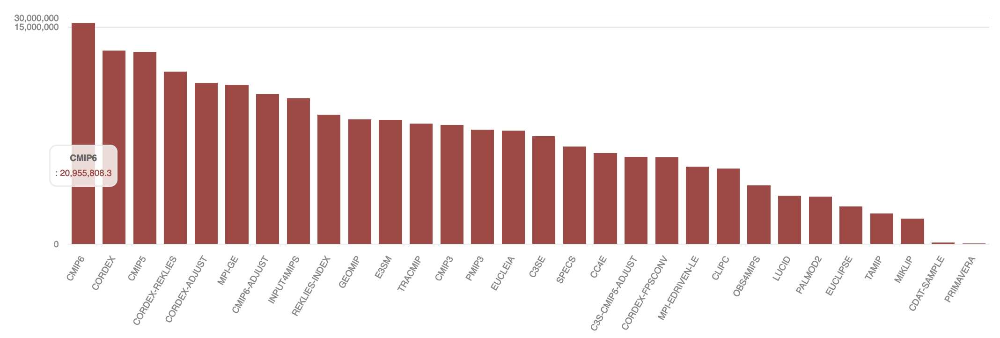 30,000,000
15,000,000
CMIP6
: 20,955,808.3
0
CMIP6
CORDEX
CMIP5
CORDEX-REKLIES
CORDEX-ADJUST
MPI-GE
CMIP6-ADJUST
INPUT4MIPS
REKLIES-INDEX
GEOMIP
E3SM
TRACMIP
CMIP3
PMIP3
EUCLEIA
C3SE
SPECS
CC4E
C3S-CMIP5-ADJUST
CORDEX-FPSCONV
MPI-EDRIVEN-LE
CLIPC
OBS4MIPS
LUCID
PALMOD2
EUCLIPSE
TAMIP
MIKLIP
CDAT-SAMPLE
PRIMAVERA